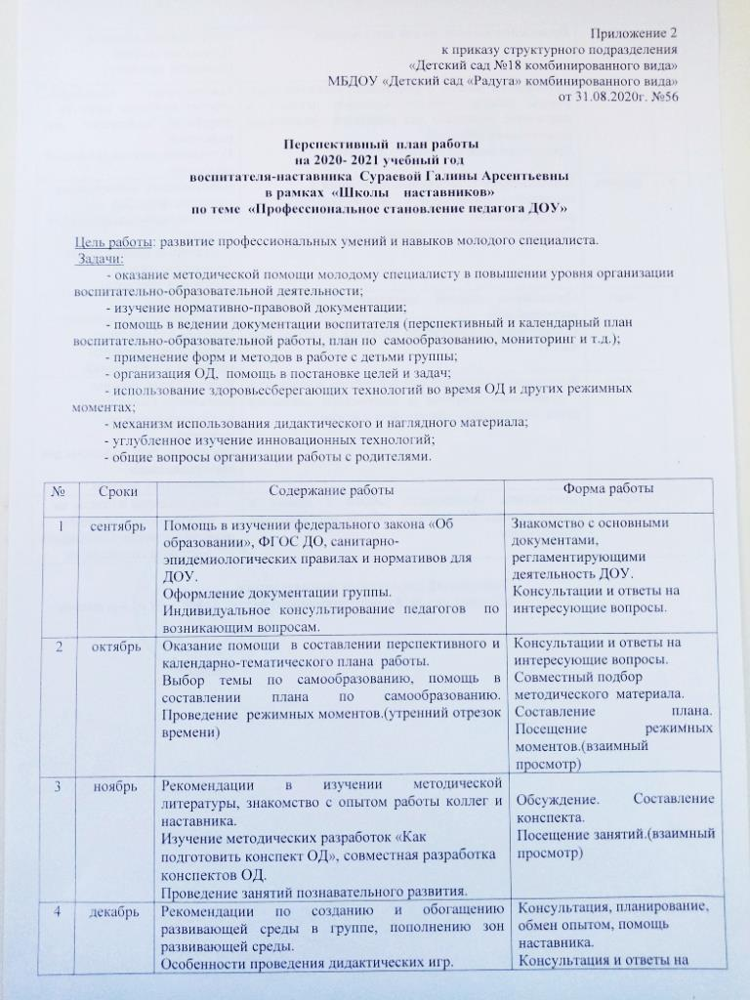 Приложение 2
к приказу структурного подразделения
«Детский сад №18 комбинированного вида»
МБДОУ «Детский сад «Радуга» комбинированного вида»
от 31.08.2020г. №56
Перспективный план работы
на 2020- 2021 учебный год
воспитателя-наставника Сураевой Галины Арсентьевны
в рамках «Школы наставников»
по теме «Профессиональное становление педагога ДОУ»
Цель работы: развитие профессиональных умений и навыков молодого специалиста.
Задачи:
- оказание методической помощи молодому специалисту в повышении уровня организации
воспитательно-образовательной деятельности;
- изучение нормативно-правовой документации;
- помощь в ведении документации воспитателя (перспективный и календарный план
воспитательно-образовательной работы, план по самообразованию, мониторинг и т.д.);
- применение форм и методов в работе с детьми группы;
- организация ОД, помощь в постановке целей и задач;
- использование здоровьесберегающих технологий во время ОД и других режимных
моментах;
- механизм использования дидактического и наглядного материала;
- углубленное изучение инновационных технологий;
- общие вопросы организации работы с родителями.
№ Сроки Содержание работы Форма работы
1 сентябрь
Помощь в изучении федерального закона «Об
образовании», ФГОС ДО, санитарно-
эпидемиологических правилах и нормативов для
ДОУ.
Оформление документации группы.
Индивидуальное консультирование педагогов по
возникающим вопросам.
Знакомство с основными
документами,
регламентирующими
деятельность ДОУ.
Консультации и ответы на
интересующие вопросы.
2 октябрь
Оказание помощи в составлении перспективного и
календарно-тематического плана работы.
Выбор темы по самообразованию, помощь в
составлении плана по самообразованию.
Проведение режимных моментов.(утренний отрезок
времени)
Консультации и ответы на
интересующие вопросы.
Совместный подбор
методического материала.
Составление плана.
Посещение режимных
моментов.(взаимный
просмотр)
3 ноябрь
Рекомендации в изучении методической
литературы, знакомство с опытом работы коллег и
наставника.
Изучение методических разработок «Как
подготовить конспект ОД», совместная разработка
конспектов ОД.
Проведение занятий познавательного развития.
Обсуждение. Составление
конспекта.
Посещение занятий.(взаимный
просмотр)
4 декабрь
Рекомендации по созданию и обогащению
развивающей среды в группе, пополнению зон
развивающей среды.
Особенности проведения дидактических игр.
Консультация, планирование,
обмен опытом, помощь
наставника.
Консультация и ответы на